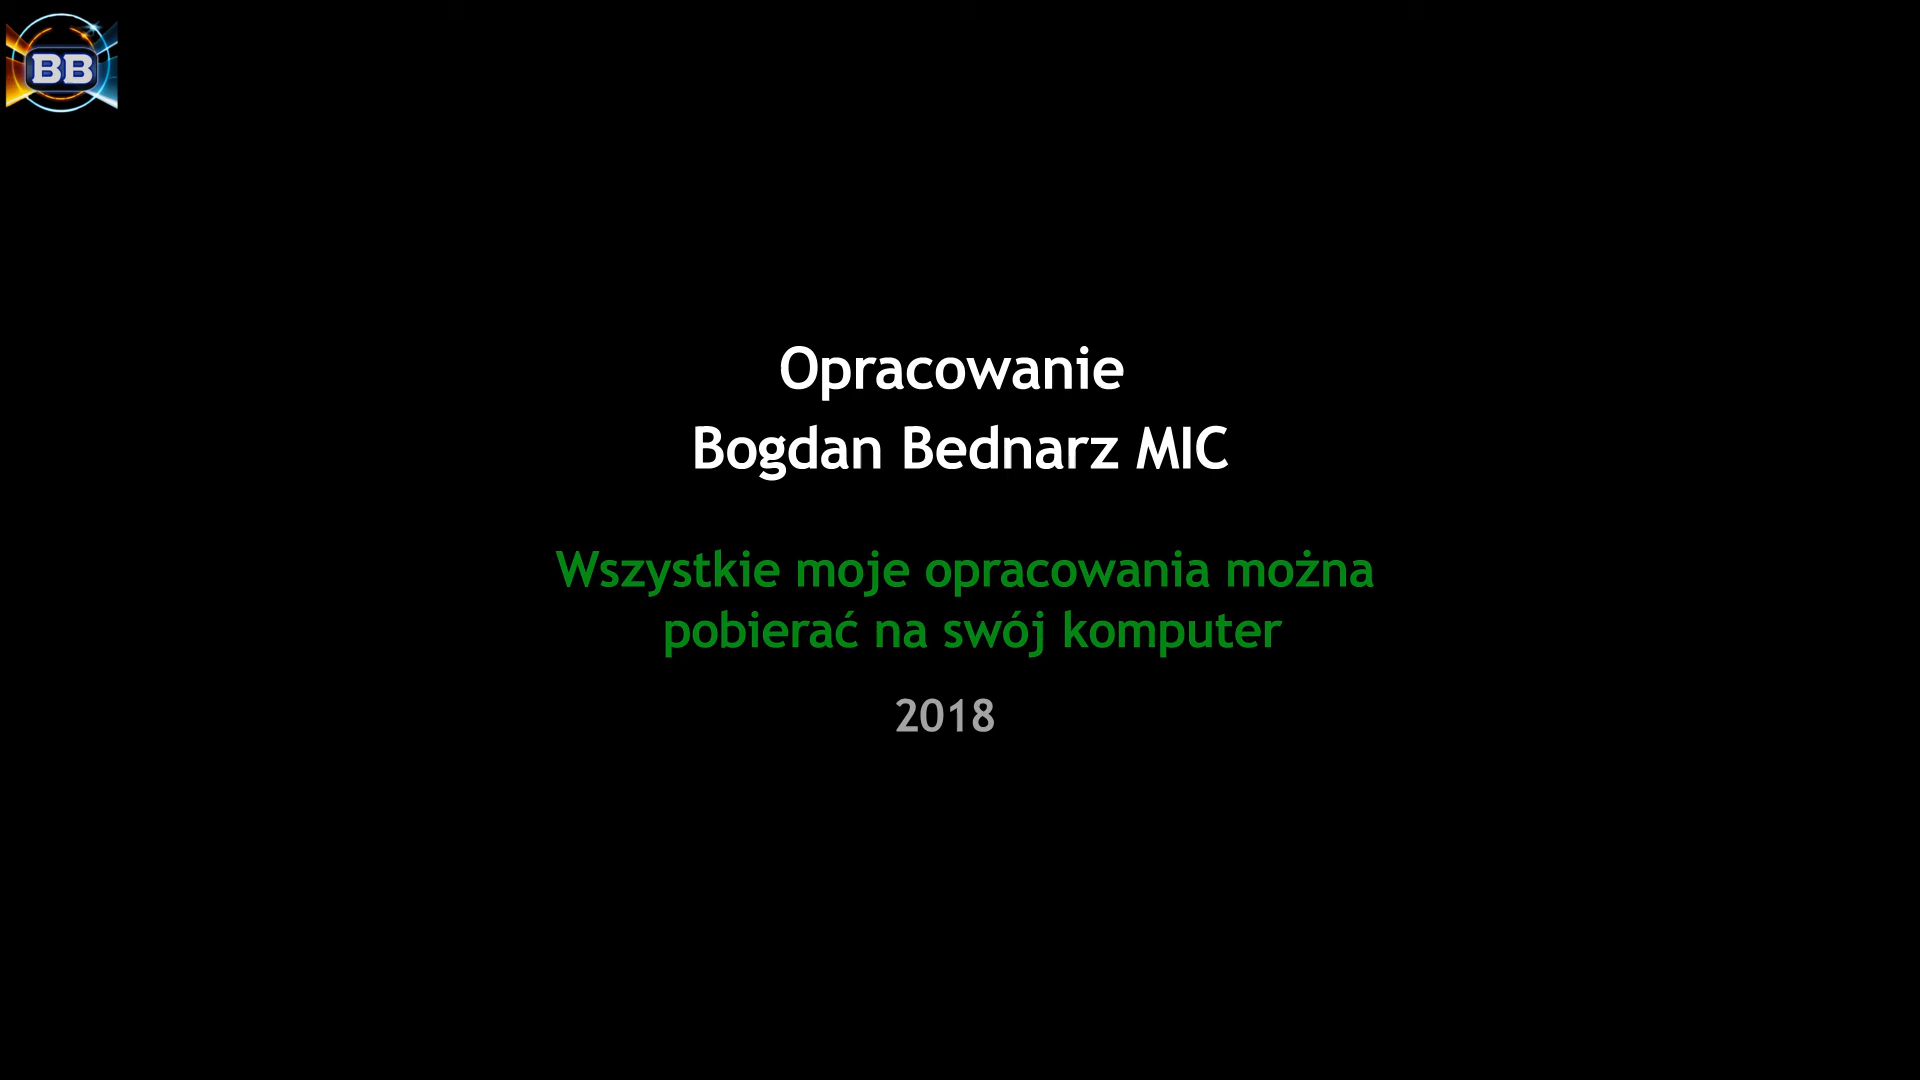 BB
Opracowanie
Bogdan Bednarz MIC
Wszystkie moje opracowania można
pobierać na swój komputer
2018